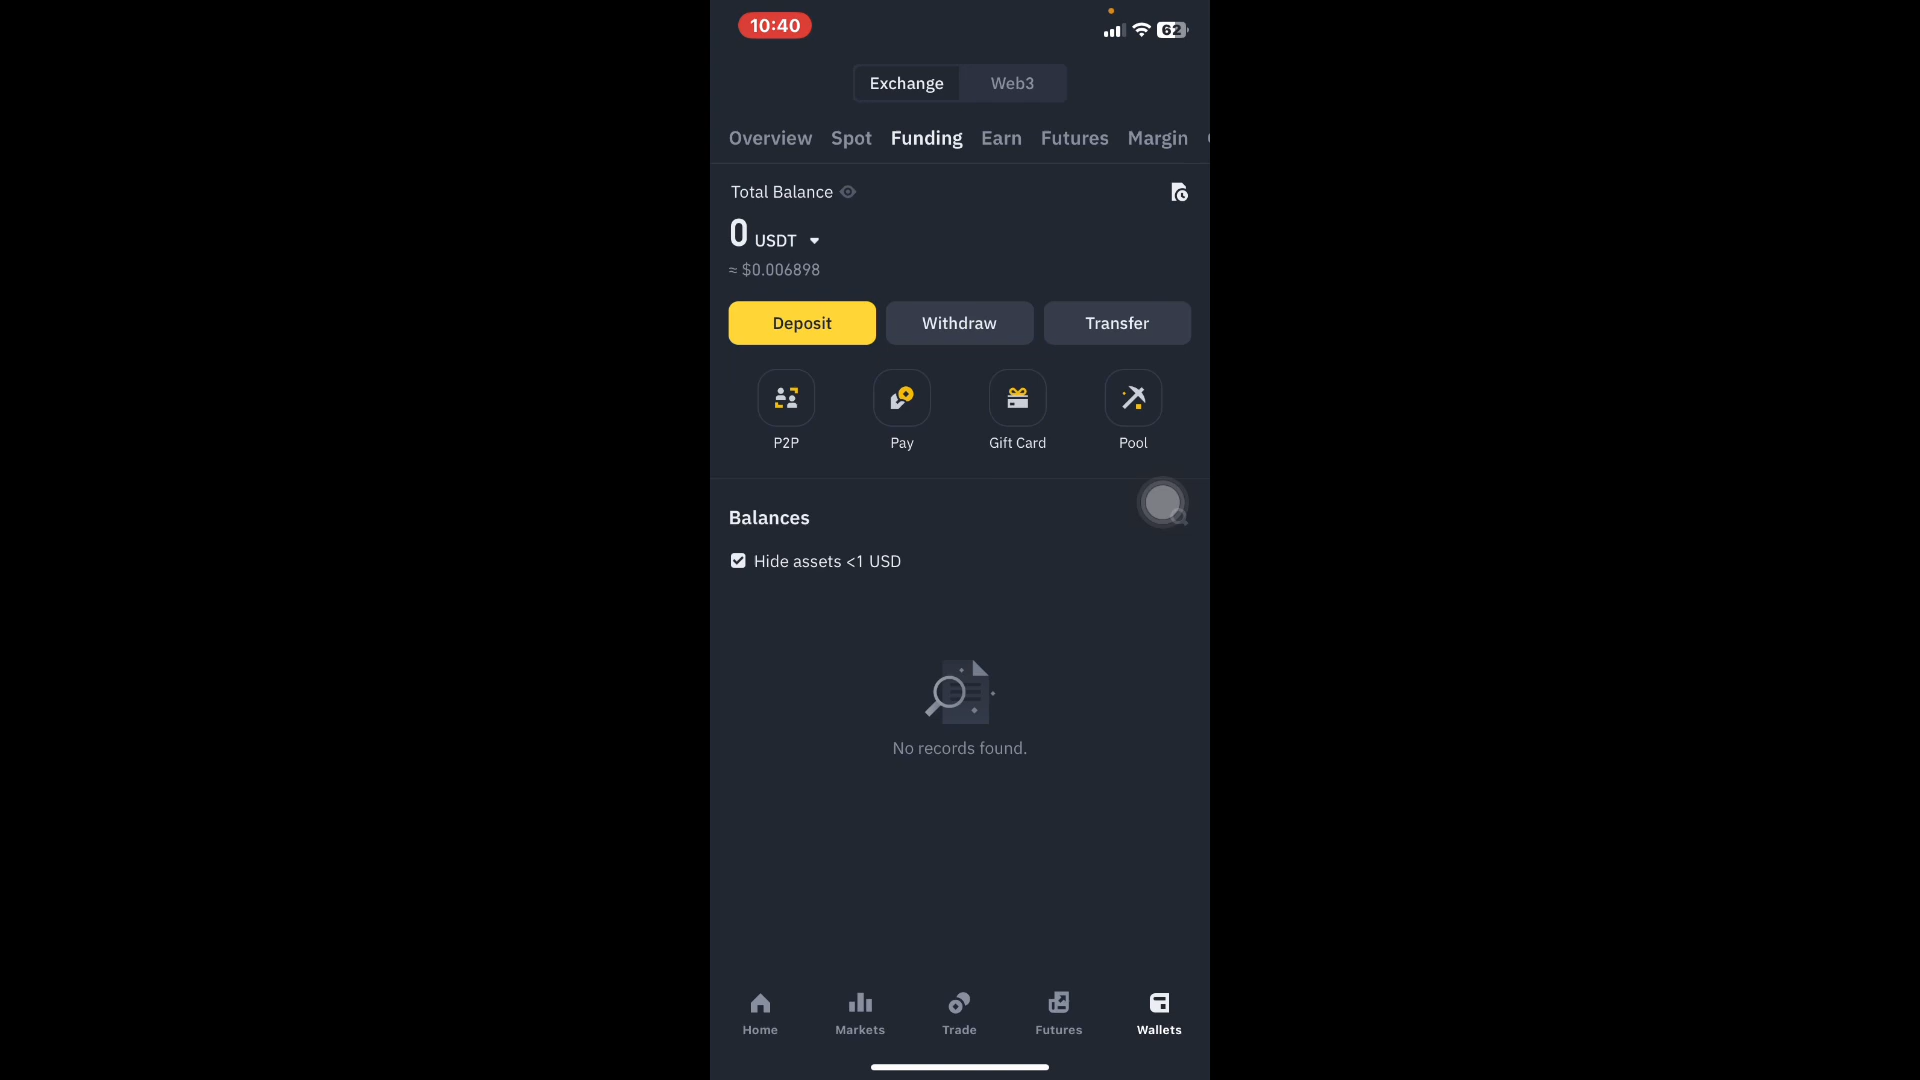 10:40
62
Exchange Web3
Overview Spot Funding Earn Futures Margin
Total Balance
0 USDT
≈ $0.006898
Deposit Withdraw Transfer
P2P Pay Gift Card Pool
Balances
Hide assets <1 USD
No records found.
Home Markets Trade Futures Wallets